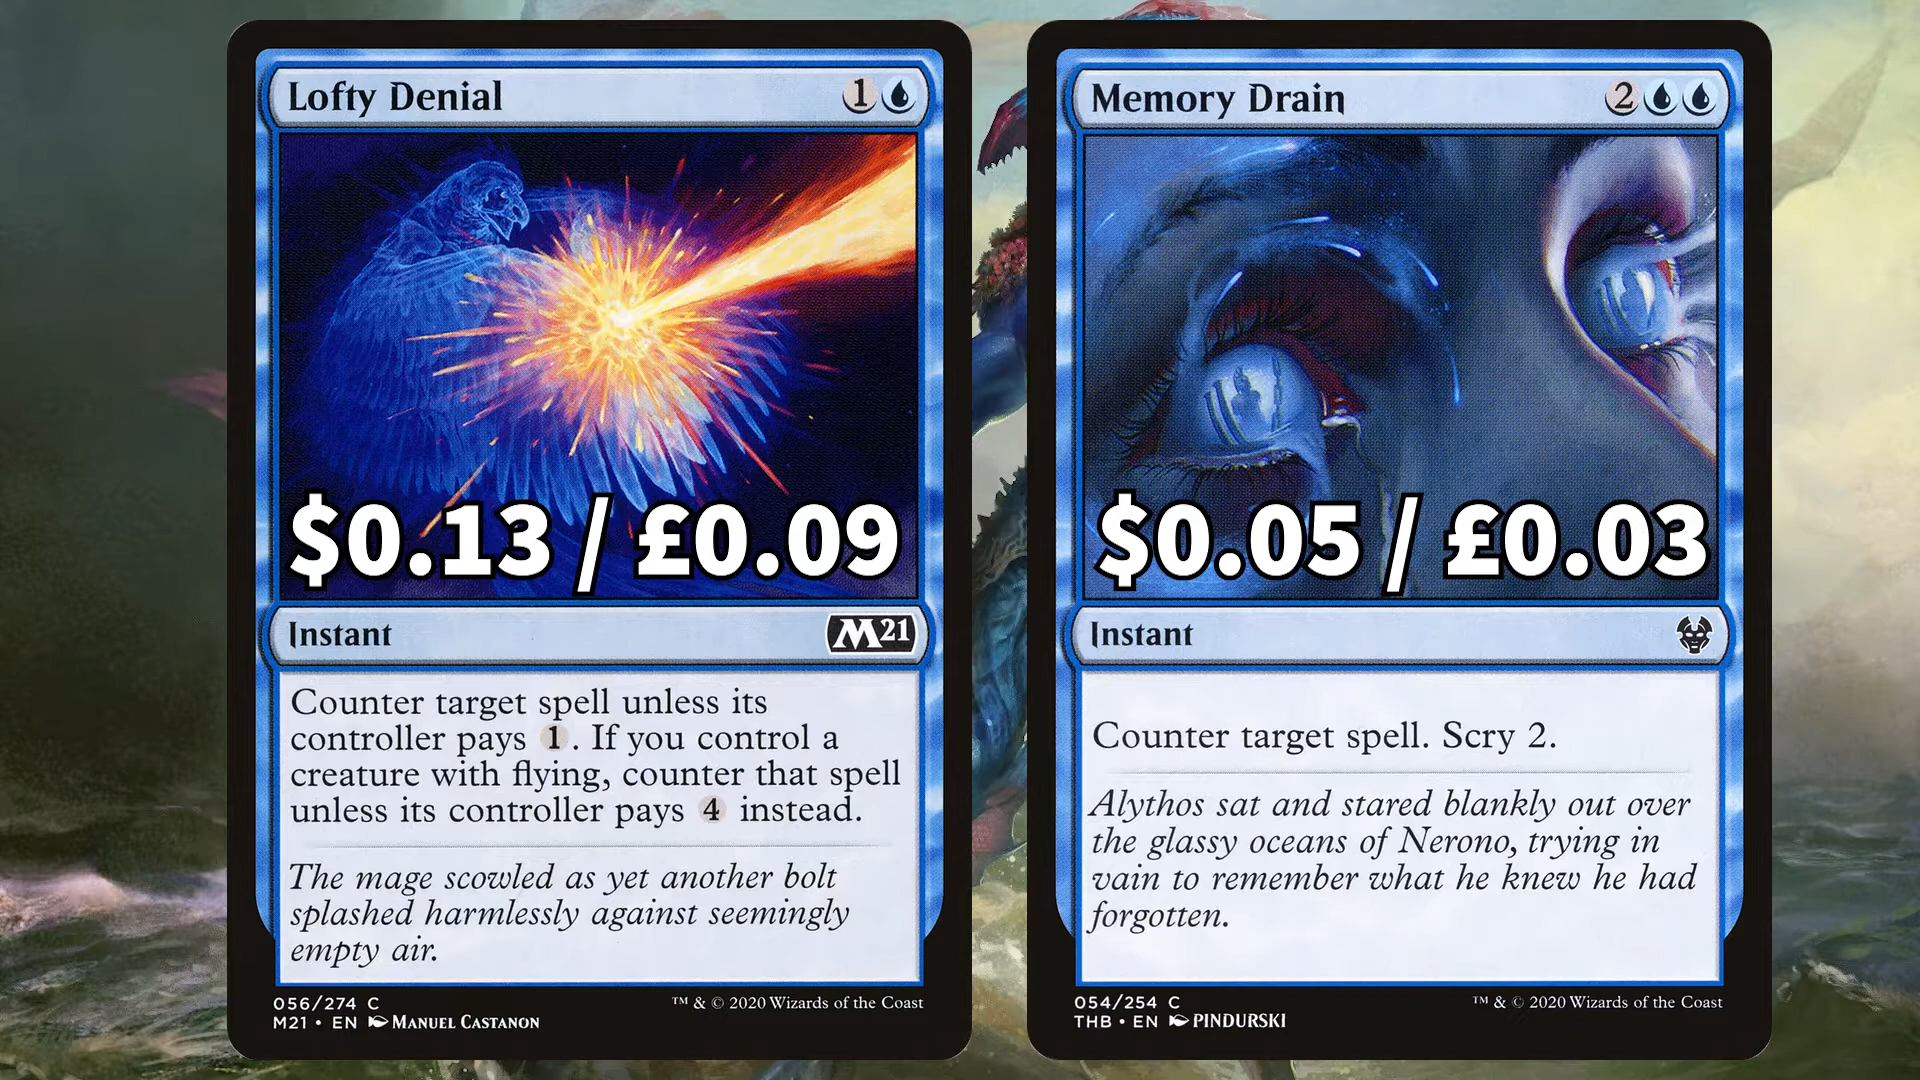 Lofty Denial 1
$0.13 / £0.09
Instant M21
Counter target spell unless its
controller pays 1. If you control a
creature with flying, counter that spell
unless its controller pays 4 instead.
The mage scowled as yet another bolt
splashed harmlessly against seemingly
empty air.
056/274 C ™ & © 2020 Wizards of the Coast
M21 • EN MANUEL CASTANON
Memory Drain 2
$0.05 / £0.03
Instant
Counter target spell. Scry 2.
Alythos sat and stared blankly out over
the glassy oceans of Nerono, trying in
vain to remember what he knew he had
forgotten.
054/254 C ™ & © 2020 Wizards of the Coast
THB • EN PINDURSKI